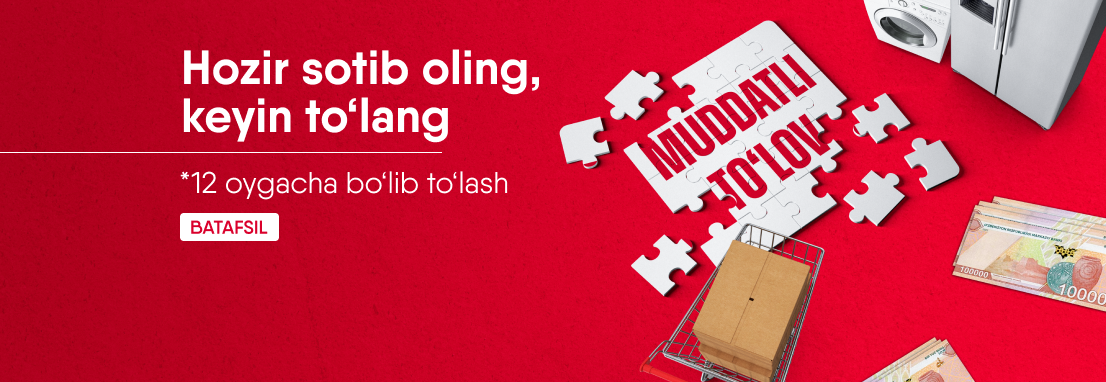 Hozir sotib oling,
keyin to‘lang
*12 oygacha bo‘lib to‘lash
BATAFSIL
MUDDATLI
TO‘LOV
100000